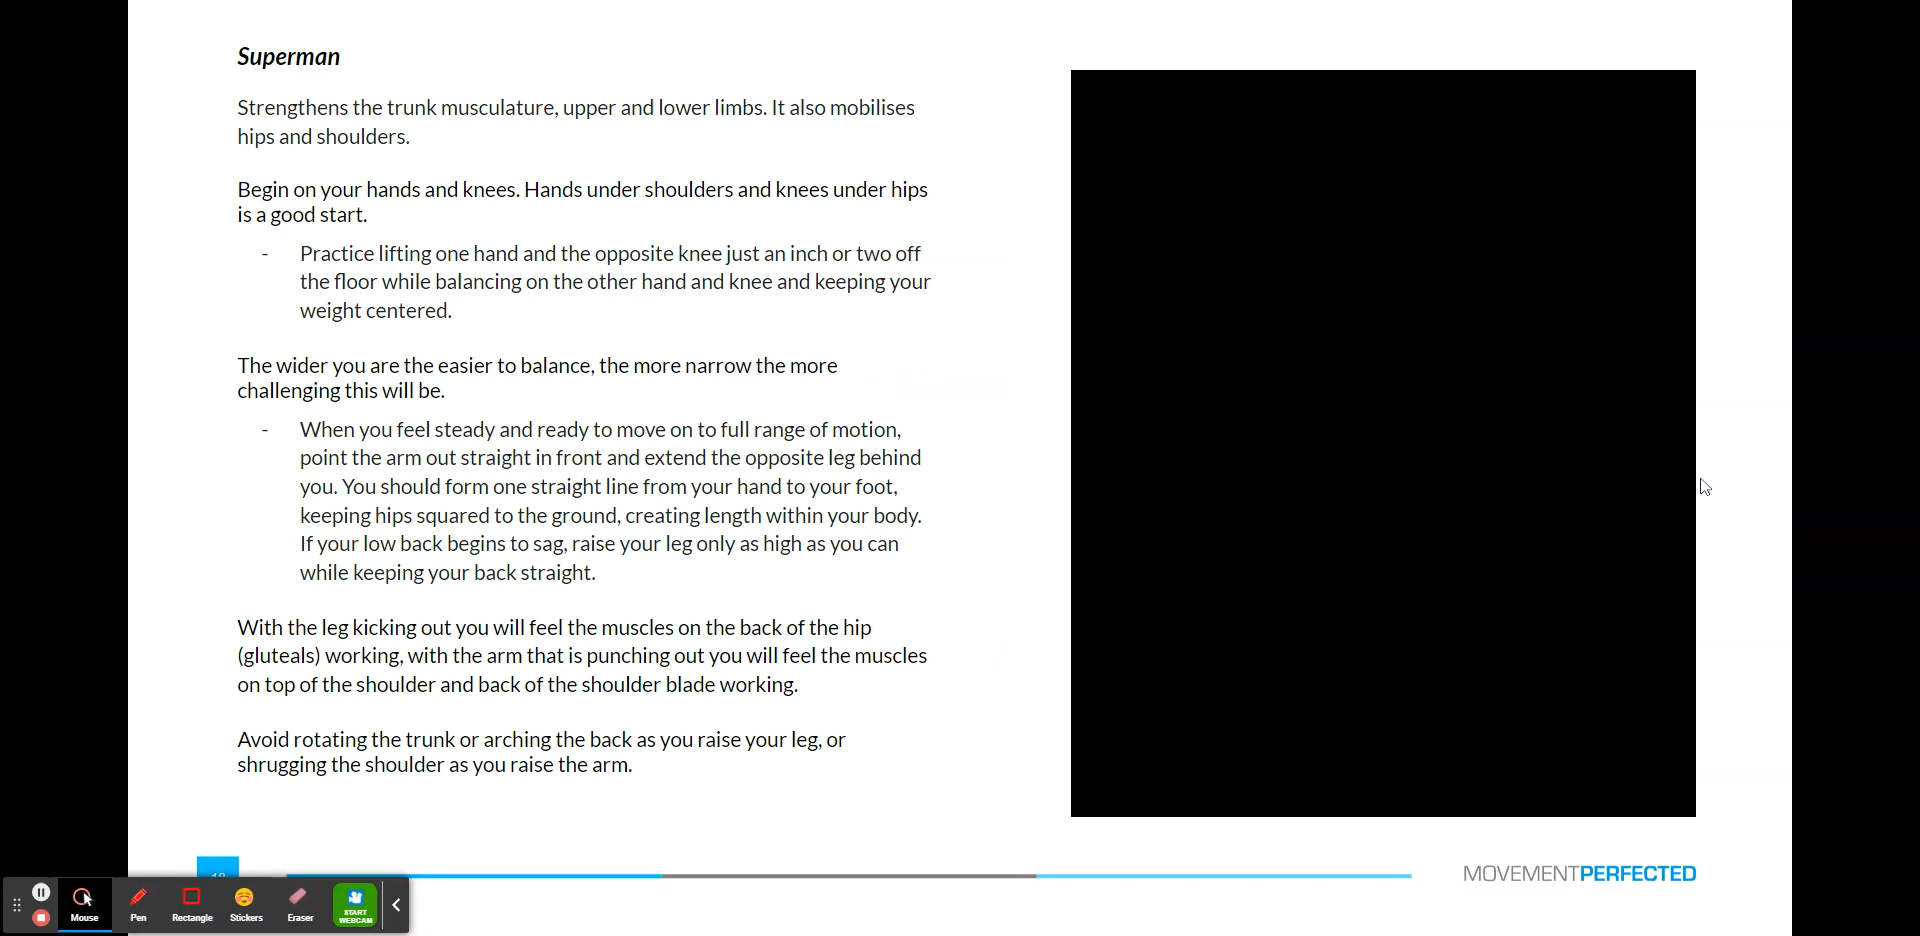 Superman
Strengthens the trunk musculature, upper and lower limbs. It also mobilises
hips and shoulders.
Begin on your hands and knees. Hands under shoulders and knees under hips
is a good start.
- Practice lifting one hand and the opposite knee just an inch or two off
the floor while balancing on the other hand and knee and keeping your
weight centered.
The wider you are the easier to balance, the more narrow the more
challenging this will be.
- When you feel steady and ready to move on to full range of motion,
point the arm out straight in front and extend the opposite leg behind
you. You should form one straight line from your hand to your foot,
keeping hips squared to the ground, creating length within your body.
If your low back begins to sag, raise your leg only as high as you can
while keeping your back straight.
With the leg kicking out you will feel the muscles on the back of the hip
(gluteals) working, with the arm that is punching out you will feel the muscles
on top of the shoulder and back of the shoulder blade working.
Avoid rotating the trunk or arching the back as you raise your leg, or
shrugging the shoulder as you raise the arm.
MOVEMENTPERFECTED
Mouse Pen Rectangle Stickers Eraser START
WEBCAM